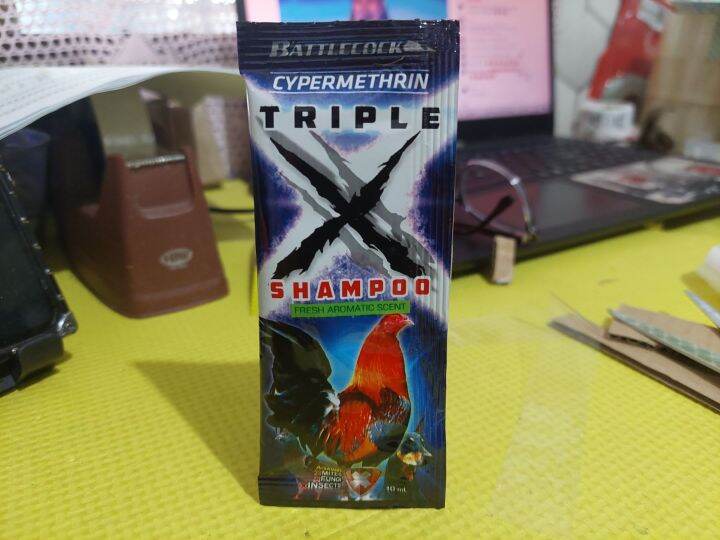 BATTLECOCK
CYPERMETHRIN
TRIPLE
X
SHAMPOO
FRESH AROMATIC SCENT
MITES
FUNGI
INSECTS
10 mL